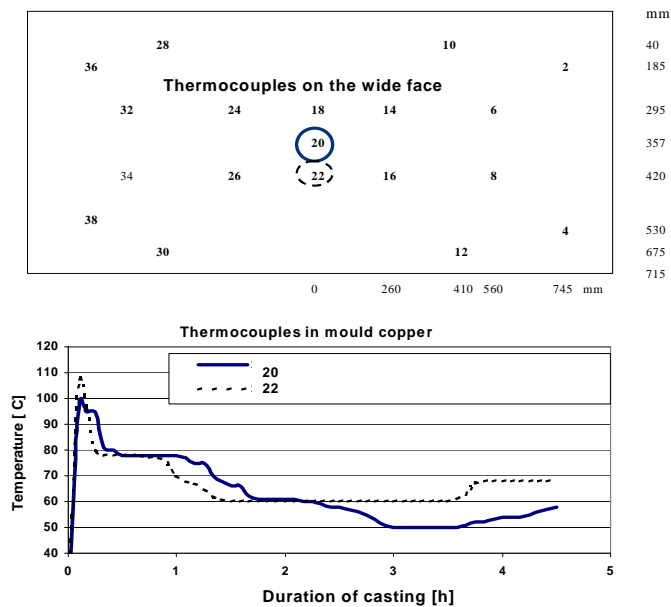 mm
28 10 40
36 2 185
Thermocouples on the wide face
32 24 18 14 6 295
20 357
34 26 22 16 8 420
38 4 530
30 12 675
715
0 260 410 560 745 mm
Thermocouples in mould copper
120
110
100
90
80
70
60
50
40
Temperature [ C]
20
22
0 1 2 3 4 5
Duration of casting [h]